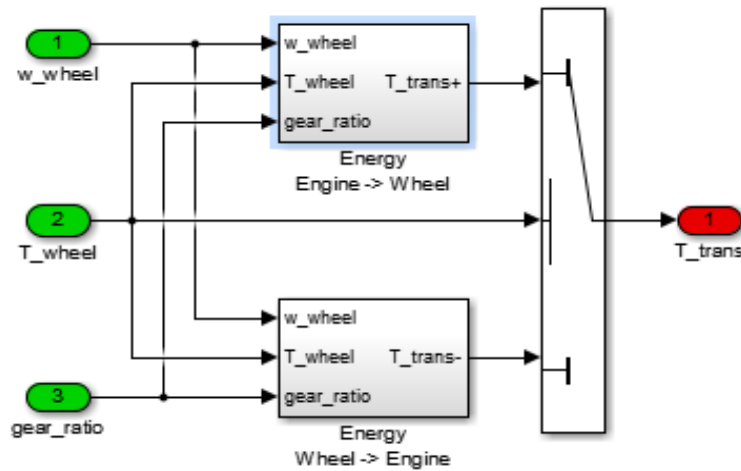 1
w_wheel
2
T_wheel
3
gear_ratio
w_wheel
T_wheel T_trans+
gear_ratio
Energy
Engine -> Wheel
w_wheel
T_wheel T_trans-
gear_ratio
Energy
Wheel -> Engine
1
T_trans